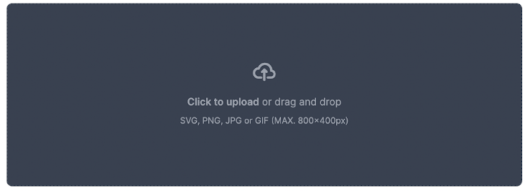 Click to upload or drag and drop
SVG, PNG, JPG or GIF (MAX. 800×400px)